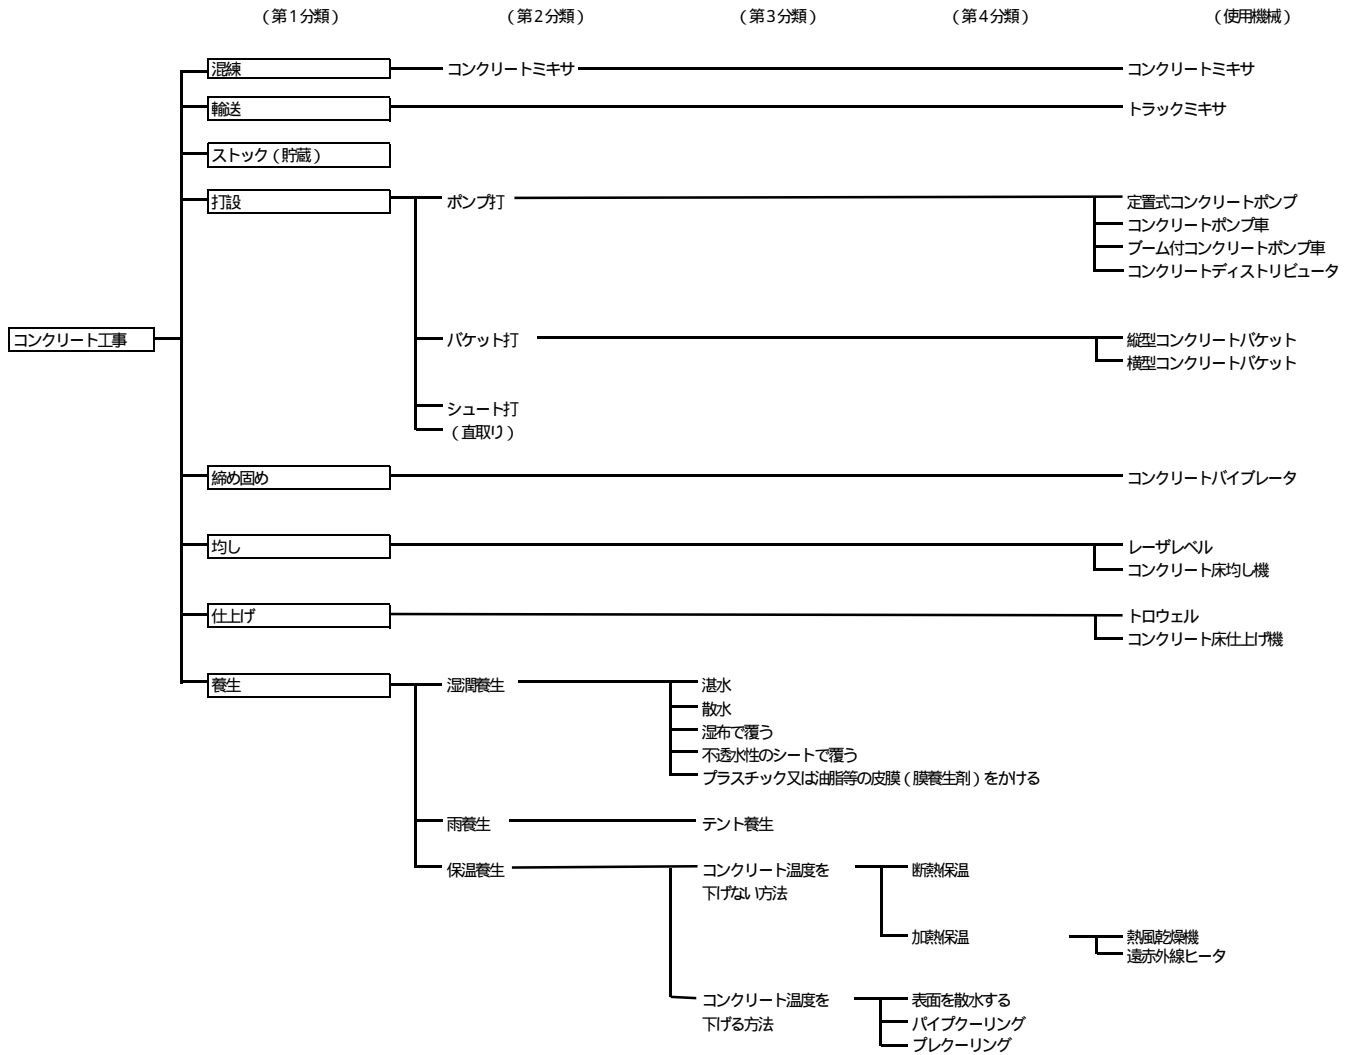 （第1分類） （第2分類） （第3分類） （第4分類） （使用機械）
混練 コンクリートミキサ コンクリートミキサ
輸送 トラックミキサ
ストック（貯蔵）
打設 ポンプ打 定置式コンクリートポンプ
コンクリートポンプ車
ブーム付コンクリートポンプ車
コンクリートディストリビュータ
コンクリート工事 バケット打 縦型コンクリートバケット
横型コンクリートバケット
シュート打
（直取り）
締め固め コンクリートバイブレータ
均し レーザレベル
コンクリート床均し機
仕上げ トロウェル
コンクリート床仕上げ機
養生 湿潤養生 湛水
散水
湿布で覆う
不透水性のシートで覆う
プラスチック又は油脂等の皮膜（膜養生剤）をかける
雨養生 テント養生
保温養生 コンクリート温度を 断熱保温
下げない方法
加熱保温 熱風乾燥機
遠赤外線ヒータ
コンクリート温度を 表面を散水する
下げる方法 パイプクーリング
プレクーリング